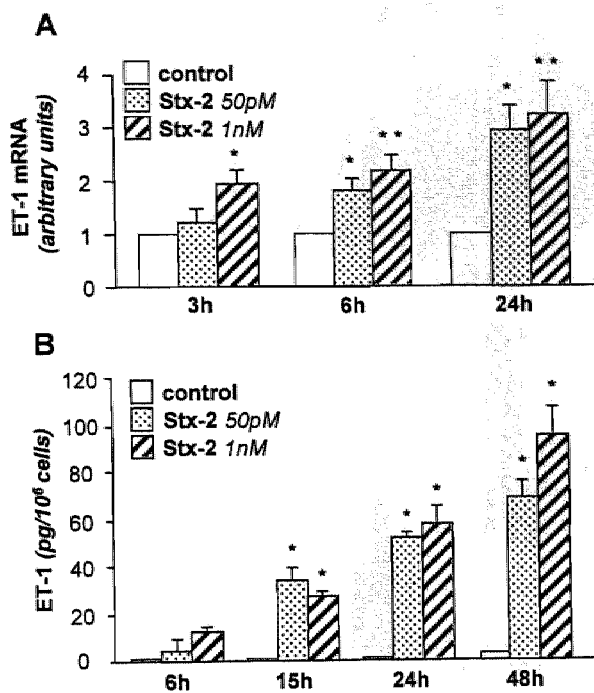 A
ET-1 mRNA
(arbitrary units)
4
3
2
1
0
control
Stx-2 50pM
Stx-2 1nM
*
*
* *
*
* *
3h 6h 24h
B
ET-1 (pg/10⁶ cells)
120
100
80
60
40
20
0
control
Stx-2 50pM
Stx-2 1nM
*
*
*
*
*
*
6h 15h 24h 48h